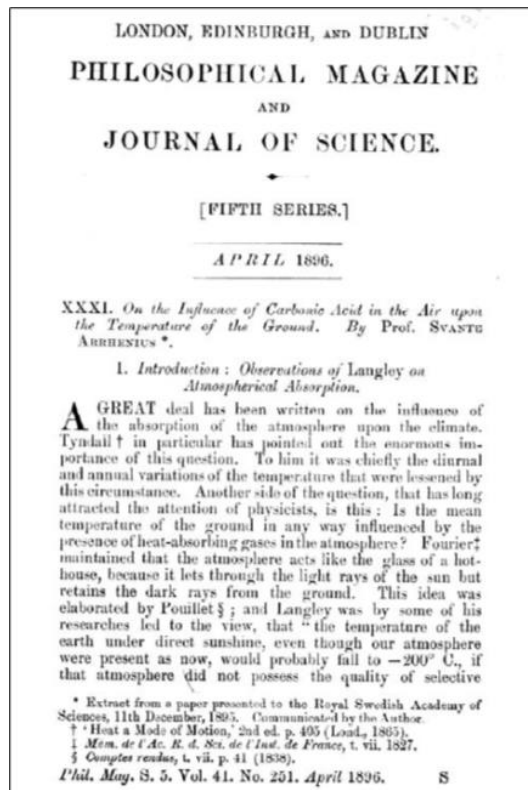 LONDON, EDINBURGH, AND DUBLIN
PHILOSOPHICAL MAGAZINE
AND
JOURNAL OF SCIENCE.
[FIFTH SERIES.]
APRIL 1896.
XXXI. On the Influence of Carbonic Acid in the Air upon
the Temperature of the Ground. By Prof. SVANTE
ARRHENIUS *.
I. Introduction : Observations of Langley on
Atmospherical Absorption.
A GREAT deal has been written on the influence of
the absorption of the atmosphere upon the climate.
Tyndall † in particular has pointed out the enormous im-
portance of this question. To him it was chiefly the diurnal
and annual variations of the temperature that were lessened by
this circumstance. Another side of the question, that has long
attracted the attention of physicists, is this : Is the mean
temperature of the ground in any way influenced by the
presence of heat-absorbing gases in the atmosphere? Fourier‡
maintained that the atmosphere acts like the glass of a hot-
house, because it lets through the light rays of the sun but
retains the dark rays from the ground. This idea was
elaborated by Pouillet § ; and Langley was by some of his
researches led to the view, that " the temperature of the
earth under direct sunshine, even though our atmosphere
were present as now, would probably fall to −200° C., if
that atmosphere did not possess the quality of selective
* Extract from a paper presented to the Royal Swedish Academy of
Sciences, 11th December, 1895. Communicated by the Author.
† ' Heat a Mode of Motion,' 2nd ed. p. 405 (Lond., 1865).
‡ Mem. de l'Ac. R. d. Sci. de l'Inst. de France, t. vii. 1827.
§ Comptes rendus, t. vii. p. 41 (1838).
Phil. Mag. S. 5. Vol. 41. No. 251. April 1896. S